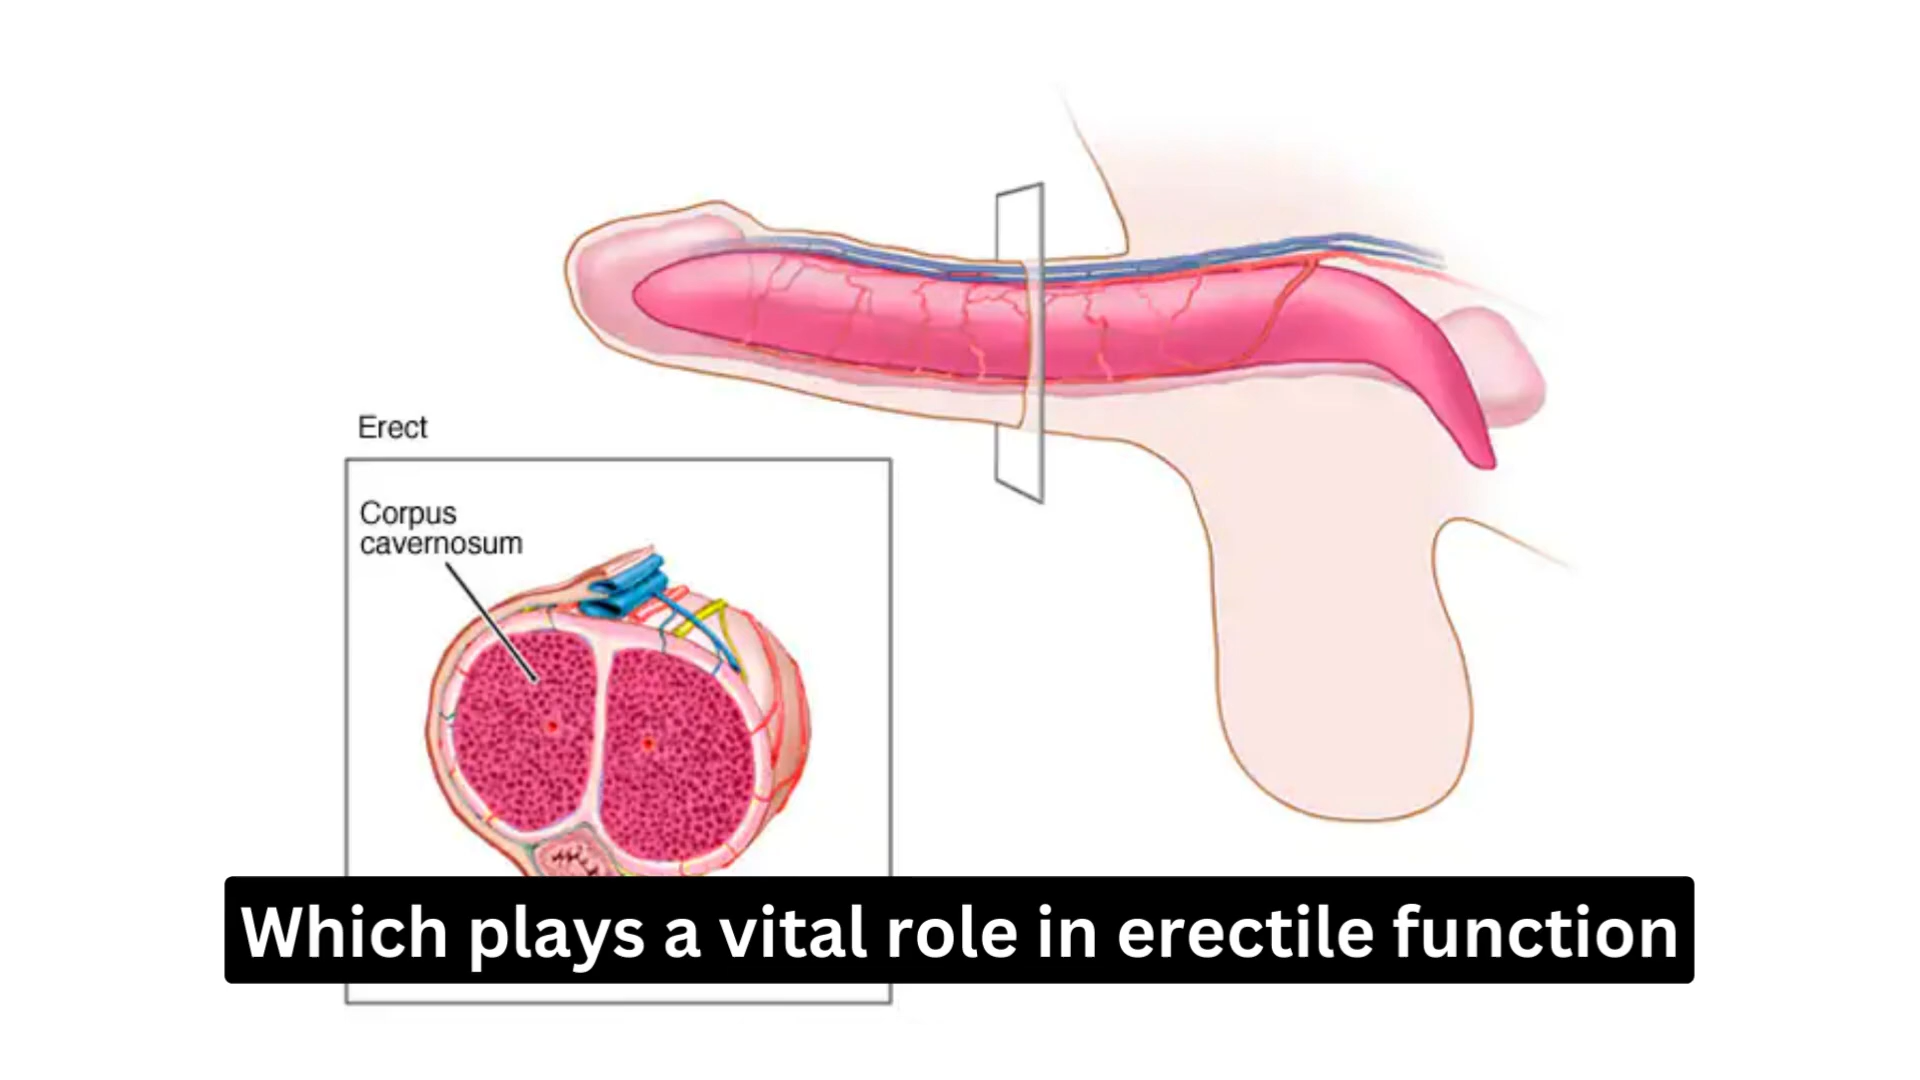 Erect
Corpus
cavernosum
Which plays a vital role in erectile function